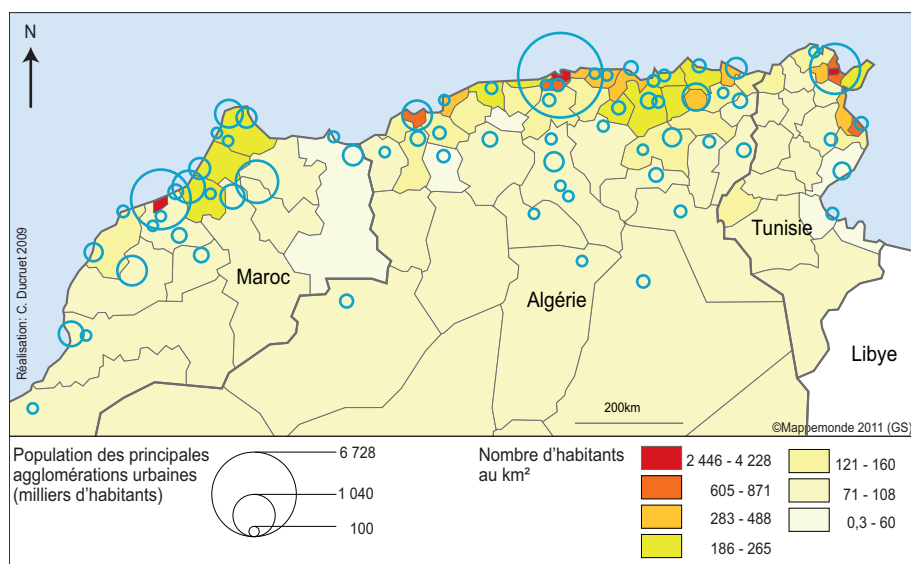 N
Réalisation: C. Ducruet 2009
Maroc
Algérie
Tunisie
Libye
200km
©Mappemonde 2011 (GS)
Population des principales
agglomérations urbaines
(milliers d'habitants)
6 728
1 040
100
Nombre d'habitants
au km²
2 446 - 4 228
605 - 871
283 - 488
186 - 265
121 - 160
71 - 108
0,3 - 60